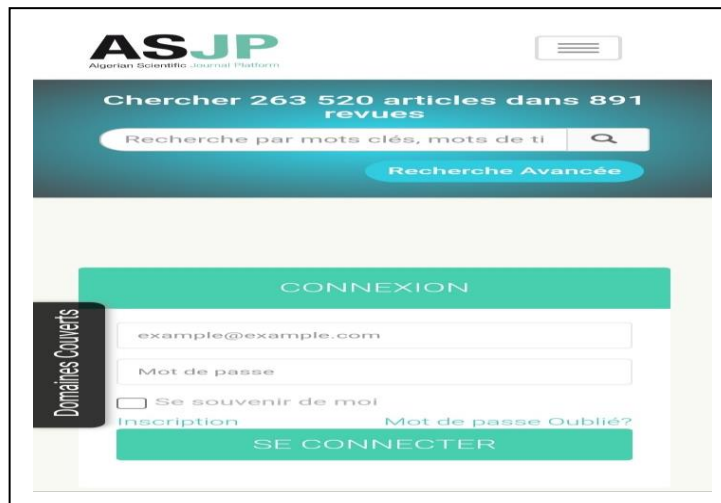 ASJP
Algerian Scientific Journal Platform
Chercher 263 520 articles dans 891
revues
Recherche par mots clés, mots de ti
Recherche Avancée
CONNEXION
Domaines Couverts
example@example.com
Mot de passe
Se souvenir de moi
Inscription Mot de passe Oublié?
SE CONNECTER